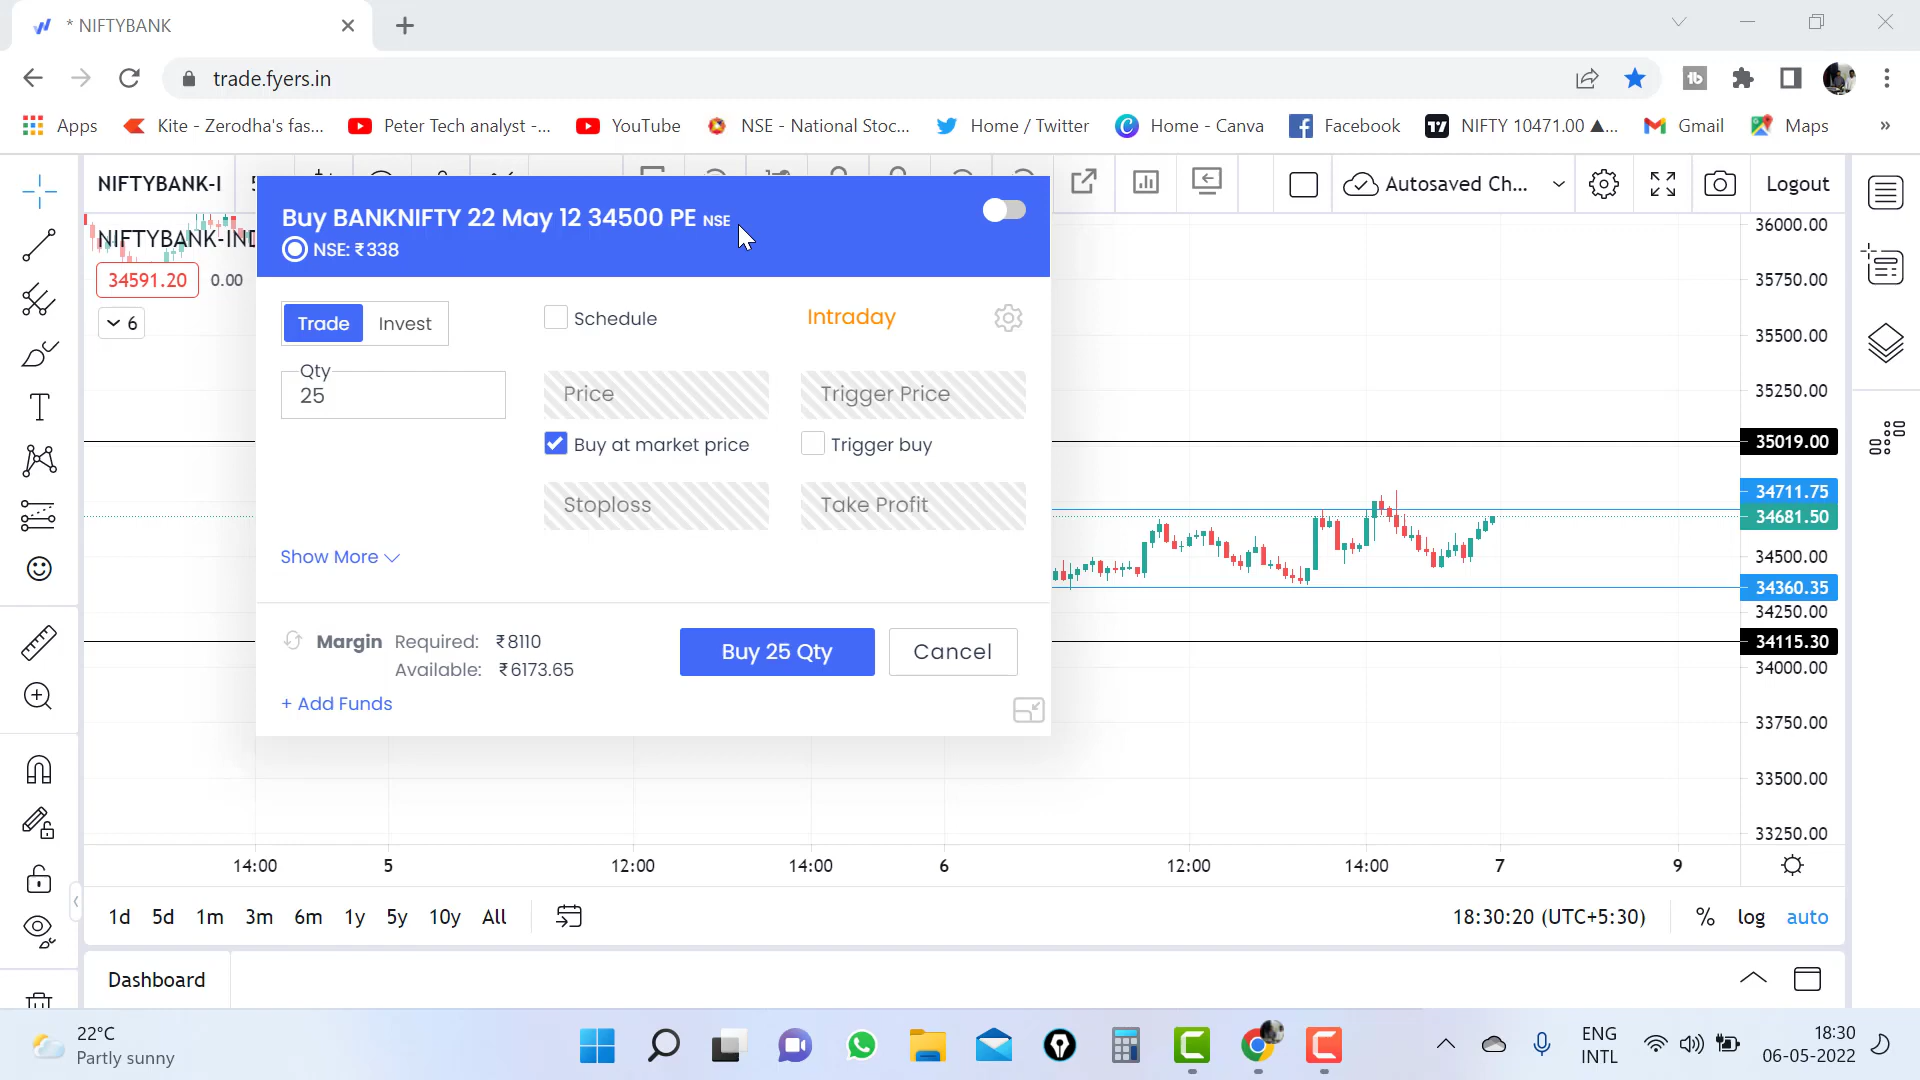 * NIFTYBANK
trade.fyers.in
Apps Kite - Zerodha's fas... Peter Tech analyst -... YouTube NSE - National Stoc... Home / Twitter Home - Canva Facebook NIFTY 10471.00 ▲... Gmail Maps »
NIFTYBANK-I
Autosaved Ch...
Logout
NIFTYBANK-IND
34591.20 0.00
6
Buy BANKNIFTY 22 May 12 34500 PE NSE
NSE: ₹338
Trade Invest
Schedule
Intraday
Qty
25
Price
Trigger Price
Buy at market price
Trigger buy
Stoploss
Take Profit
Show More
Margin Required: ₹8110
Available: ₹6173.65
Buy 25 Qty
Cancel
+ Add Funds
36000.00
35750.00
35500.00
35250.00
35019.00
34711.75
34681.50
34500.00
34360.35
34250.00
34115.30
34000.00
33750.00
33500.00
33250.00
14:00 5 12:00 14:00 6 12:00 14:00 7 9
1d 5d 1m 3m 6m 1y 5y 10y All
18:30:20 (UTC+5:30) % log auto
Dashboard
22°C
Partly sunny
ENG
INTL
18:30
06-05-2022